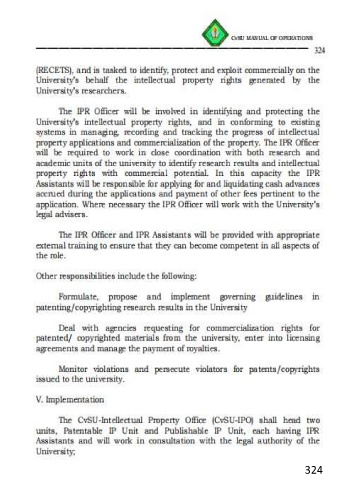 CvSU MANUAL OF OPERATIONS
324
(RECETS), and is tasked to identify, protect and exploit commercially on the
University's behalf the intellectual property rights generated by the
University's researchers.
The IPR Officer will be involved in identifying and protecting the
University's intellectual property rights, and in conforming to existing
systems in managing, recording and tracking the progress of intellectual
property applications and commercialization of the property. The IPR Officer
will be required to work in close coordination with both research and
academic units of the university to identify research results and intellectual
property rights with commercial potential. In this capacity the IPR
Assistants will be responsible for applying for and liquidating cash advances
accrued during the applications and payment of other fees pertinent to the
application. Where necessary the IPR Officer will work with the University's
legal advisers.
The IPR Officer and IPR Assistants will be provided with appropriate
external training to ensure that they can become competent in all aspects of
the role.
Other responsibilities include the following:
Formulate, propose and implement governing guidelines in
patenting/copyrighting research results in the University
Deal with agencies requesting for commercialization rights for
patented/ copyrighted materials from the university, enter into licensing
agreements and manage the payment of royalties.
Monitor violations and persecute violators for patents/copyrights
issued to the university.
V. Implementation
The CvSU-Intellectual Property Office (CvSU-IPO) shall head two
units, Patentable IP Unit and Publishable IP Unit, each having IPR
Assistants and will work in consultation with the legal authority of the
University;
324